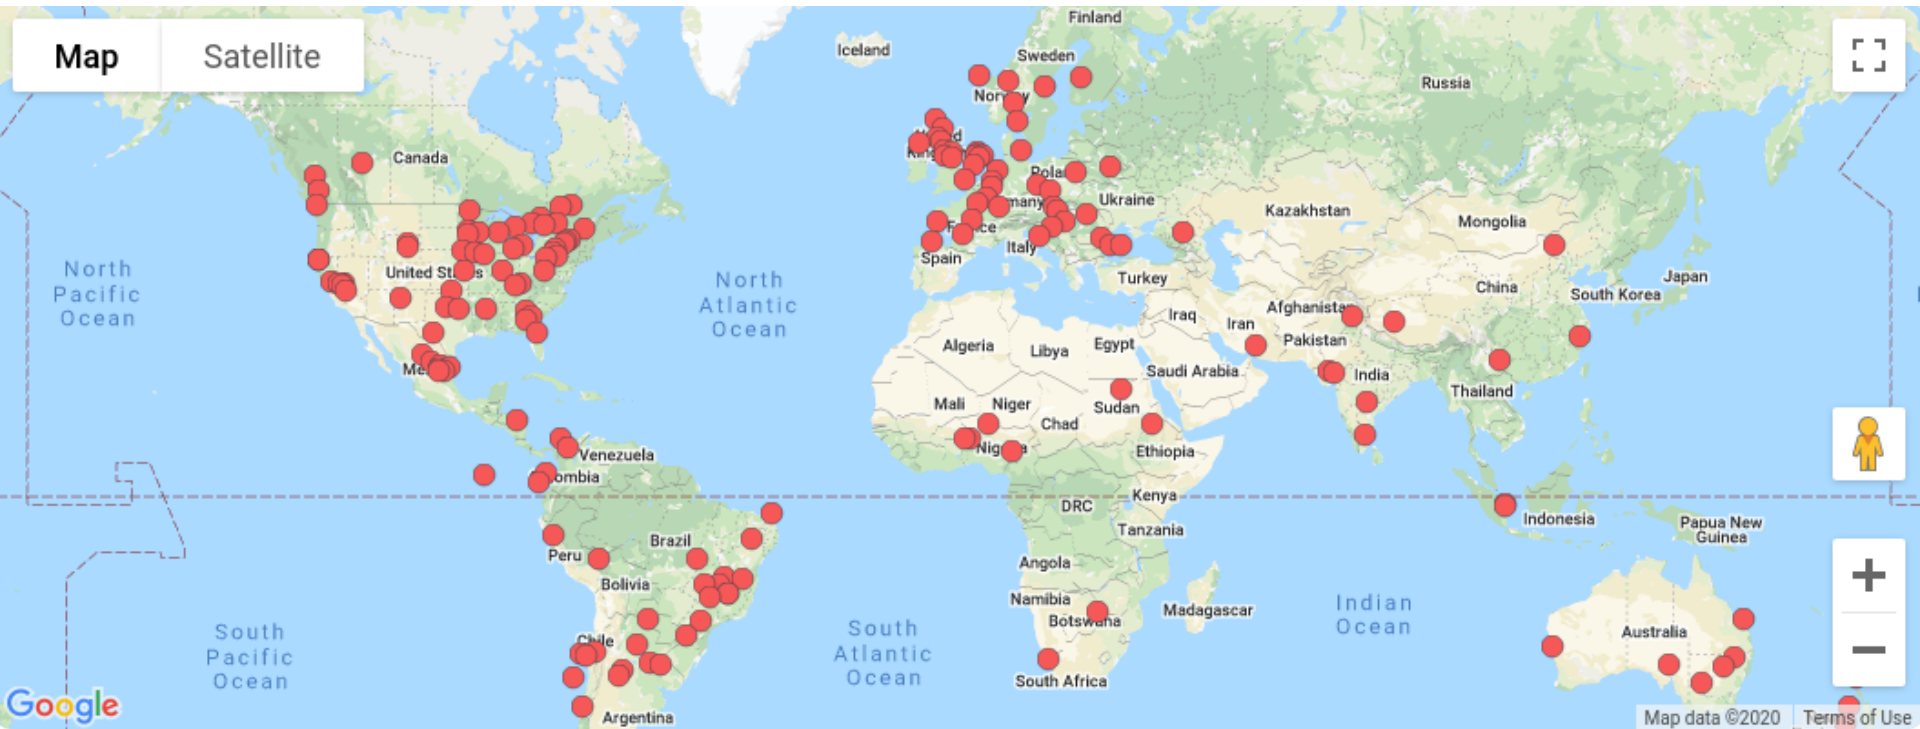 Map
Satellite
Finland
Iceland
Sweden
Russia
Canada
Ukraine
Kazakhstan
Mongolia
Italy
Spain
United States
Turkey
Japan
China
South Korea
North
Pacific
Ocean
North
Atlantic
Ocean
Iraq
Iran
Pakistan
Algeria
Libya
Egypt
Saudi Arabia
India
Thailand
Mali
Niger
Chad
Sudan
Ethiopia
Venezuela
Kenya
DRC
Tanzania
Indonesia
Papua New
Guinea
Brazil
Peru
Bolivia
Angola
Namibia
Botswana
Madagascar
Indian
Ocean
Chile
South
Pacific
Ocean
South
Atlantic
Ocean
Australia
South Africa
Argentina
Google
Map data ©2020
Terms of Use